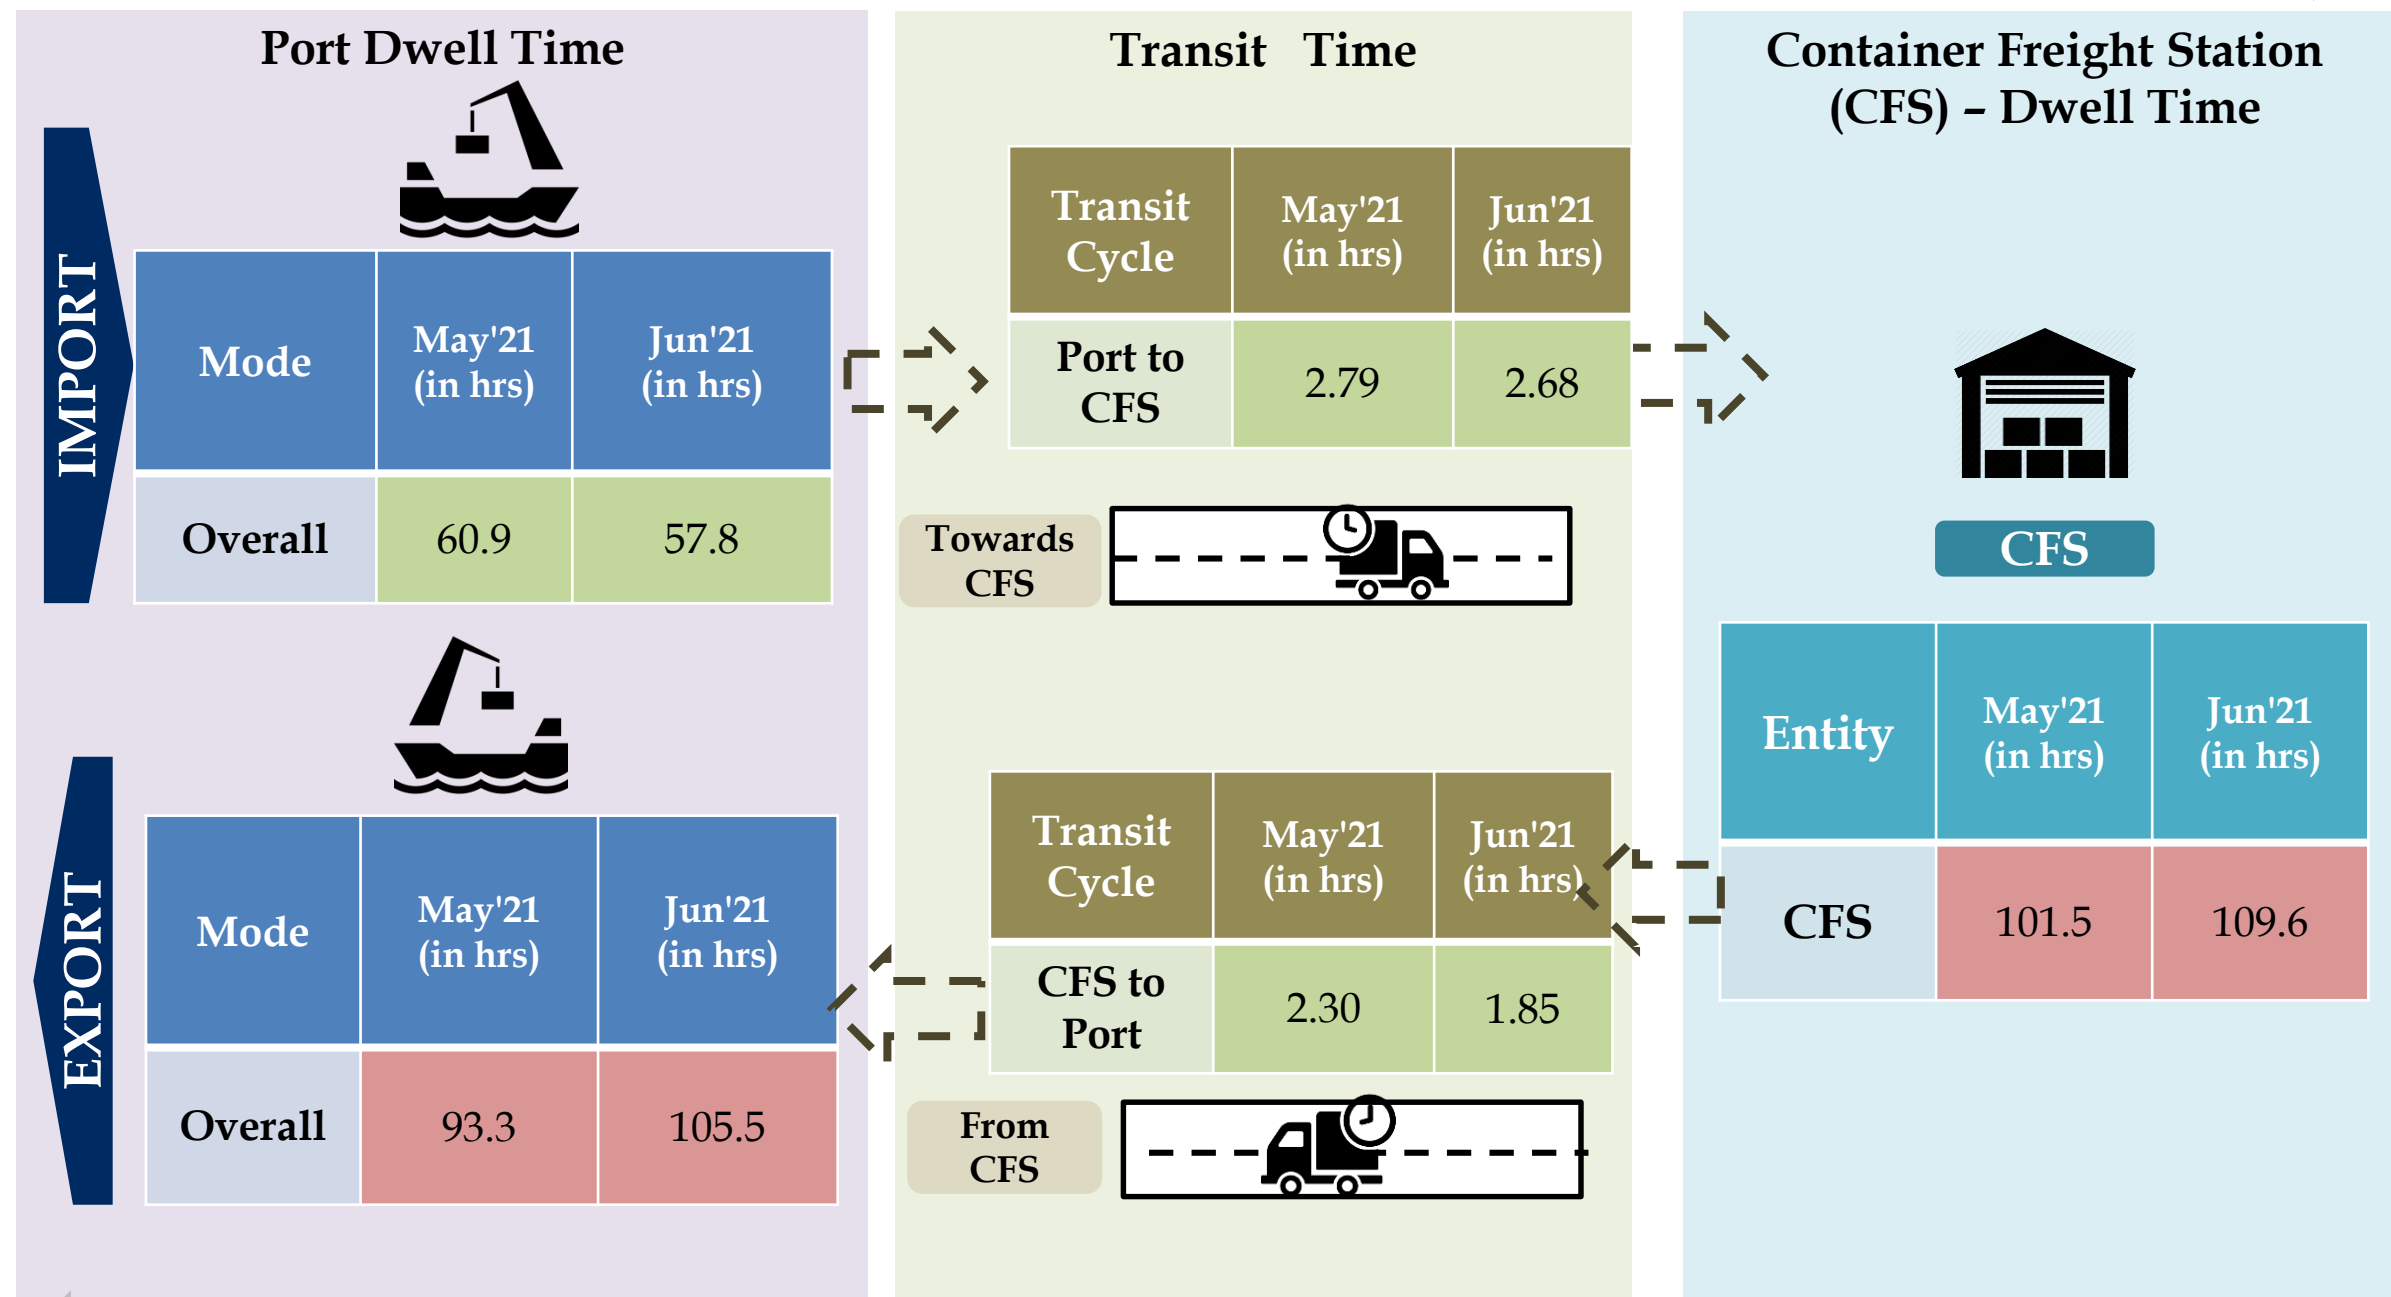 Port Dwell Time
IMPORT
Mode
May'21
(in hrs)
Jun'21
(in hrs)
Overall
60.9
57.8
EXPORT
Mode
May'21
(in hrs)
Jun'21
(in hrs)
Overall
93.3
105.5
Transit Time
Transit
Cycle
May'21
(in hrs)
Jun'21
(in hrs)
Port to
CFS
2.79
2.68
Towards
CFS
Transit
Cycle
May'21
(in hrs)
Jun'21
(in hrs)
CFS to
Port
2.30
1.85
From
CFS
Container Freight Station
(CFS) – Dwell Time
CFS
Entity
May'21
(in hrs)
Jun'21
(in hrs)
CFS
101.5
109.6